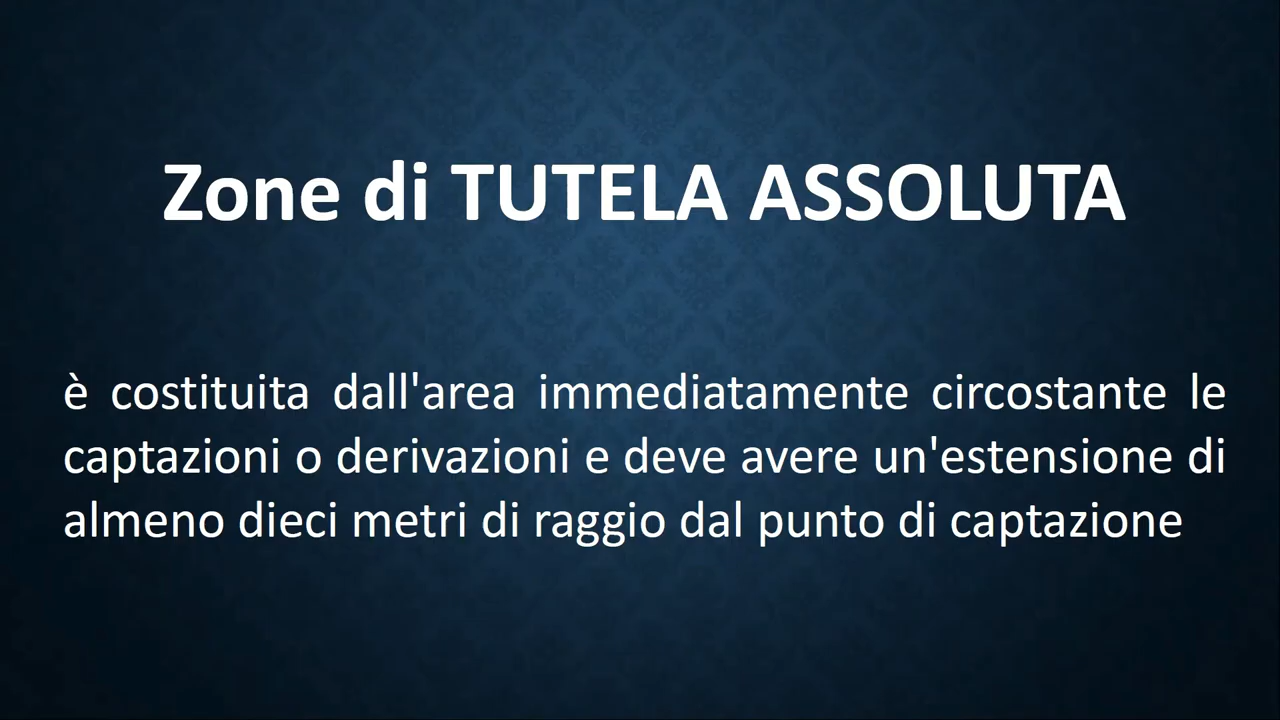 Zone di TUTELA ASSOLUTA
è costituita dall'area immediatamente circostante le
captazioni o derivazioni e deve avere un'estensione di
almeno dieci metri di raggio dal punto di captazione